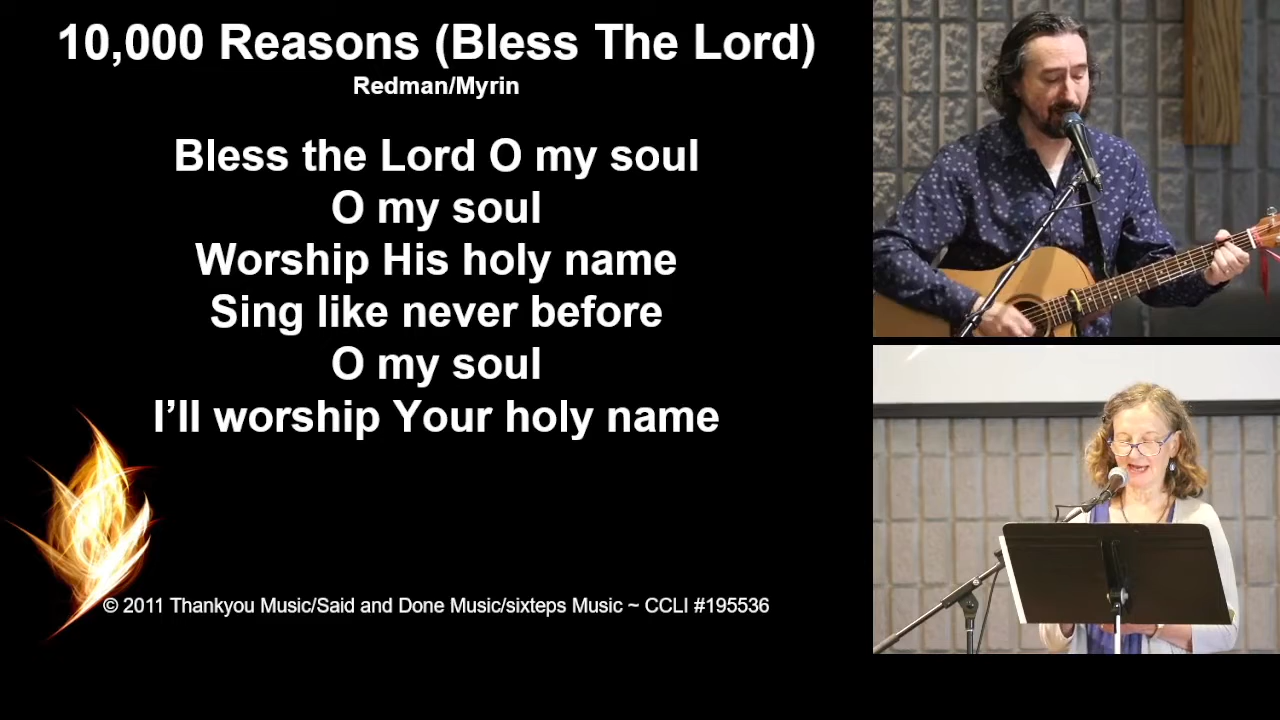 10,000 Reasons (Bless The Lord)
Redman/Myrin
Bless the Lord O my soul
O my soul
Worship His holy name
Sing like never before
O my soul
I’ll worship Your holy name
© 2011 Thankyou Music/Said and Done Music/sixteps Music ~ CCLI #195536